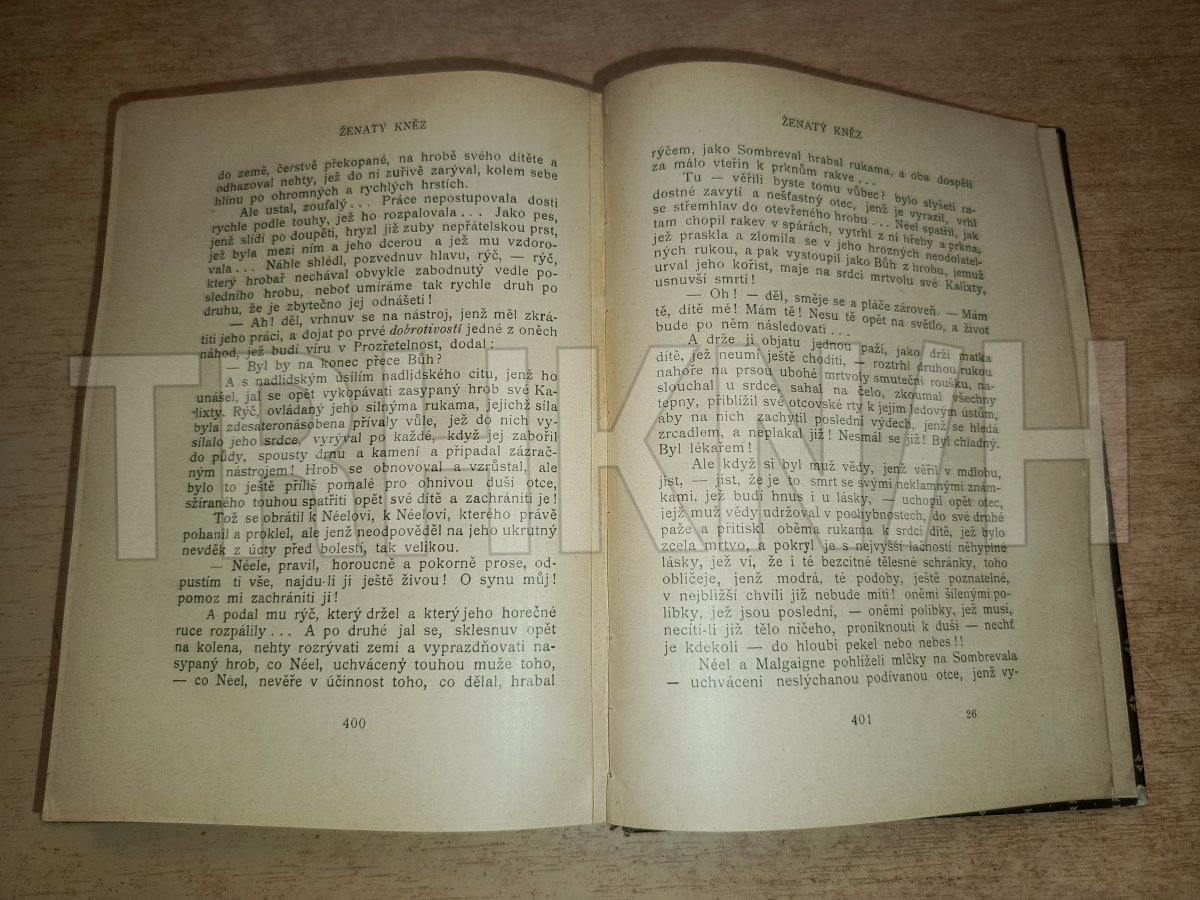 ŽENATÝ KNĚZ
do země, čerstvě překopané, na hrobě svého dítěte a
odhazoval nehty, jež do ní zuřivě zarýval, kolem sebe
hlínu po ohromných a rychlých hrstích.
Ale ustal, zoufalý... Práce nepostupovala dosti
rychle podle touhy, jež ho rozpalovala... Jako pes,
jenž slídí po doupěti, hryzl již zuby nepřátelskou prst,
jež byla mezi ním a jeho dcerou a jež mu vzdoro-
vala... Náhle shlédl, pozvednuv hlavu, rýč, — rýč,
který hrobař nechával obvykle zabodnutý vedle po-
sledního hrobu, neboť umíráme tak rychle druh po
druhu, že je zbytečno jej odnášeti!
— Ah! děl, vrhnuv se na nástroj, jenž měl zkrá-
titi jeho práci, a dojat po prvé dobrotivostí jedné z oněch
náhod, jež budí víru v Prozřetelnost, dodal:
— Byl by na konec přece Bůh?
A s nadlidským úsilím nadlidského citu, jenž ho
unášel, jal se opět vykopávati zasypaný hrob své Ka-
lixty. Rýč, ovládaný jeho silnýma rukama, jejichž síla
byla zdesateronásobena přívaly vůle, jež do nich vy-
sílalo jeho srdce, vyrýval po každé, když jej zabořil
do půdy, spousty drnu a kamení a připadal zázrač-
ným nástrojem! Hrob se obnovoval a vzrůstal, ale
bylo to ještě příliš pomalé pro ohnivou duši otce,
sžíraného touhou spatřiti opět své dítě a zachrániti je!
Tož se obrátil k Néelovi, k Néelovi, kterého právě
pohanil a proklel, ale jenž neodpověděl na jeho ukrutný
nevděk z úcty před bolestí, tak velikou.
— Néele, pravil, horoucně a pokorně prose, od-
pustím ti vše, najdu-li ji ještě živou! O synu můj!
pomoz mi zachrániti ji!
A podal mu rýč, který držel a který jeho horečné
ruce rozpálily... A po druhé jal se, sklesnuv opět
na kolena, nehty rozrývati zemi a vyprazdňovati na-
sypaný hrob, co Néel, uchvácený touhou muže toho,
— co Néel, nevěře v účinnost toho, co dělal, hrabal
400
ŽENATÝ KNĚZ
rýčem, jako Sombreval hrabal rukama, a oba dospěli
za málo vteřin k prknům rakve...
Tu — věřili byste tomu vůbec? bylo slyšeti ra-
dostné zavytí a nešťastný otec, jenž je vyrazil, vrhl
se střemhlav do otevřeného hrobu... Néel spatřil, jak
tam chopil rakev v spárách, vytrhl z ní hřeby a prkna,
jež praskla a zlomila se v jeho hrozných neodolatel-
ných rukou, a pak vystoupil jako Bůh z hrobu, jemuž
urval jeho kořist, maje na srdci mrtvolu své Kalixty,
usnuvší smrtí!
— Oh! — děl, směje se a pláče zároveň. — Mám
tě, dítě mé! Mám tě! Nesu tě opět na světlo, a život
bude po něm následovati...
A drže ji objatu jednou paží, jako drží matka
dítě, jež neumí ještě choditi, — roztrhl druhou rukou
nahoře na prsou ubohé mrtvoly smuteční roušku, na-
slouchal u srdce, sahal na čelo, zkoumal všechny
tepny, přiblížil své otcovské rty k jejím ledovým ústům,
aby na nich zachytil poslední výdech, jenž se hledá
zrcadlem, a neplakal již! Nesmál se již! Byl chladný.
Byl lékařem!
Ale když si byl muž vědy, jenž věřil v mdlobu,
jist, — jist, že je to smrt se svými neklamnými znám-
kami, jež budí hnus i u lásky, — uchopil opět otec,
jejž muž vědy udržoval v pochybnostech, do své druhé
paže a přitiskl oběma rukama k srdci dítě, jež bylo
zcela mrtvo, a pokryl je s nejvyšší lačností něhyplné
lásky, jež ví, že i té bezcitné tělesné schránky, toho
obličeje, jenž modrá, té podoby, ještě poznatelné,
v nejbližší chvíli již nebude míti! oněmi šílenými po-
libky, jež jsou poslední, — oněmi polibky, jež musí,
necítí-li již tělo ničeho, proniknouti k duši — nechť
je kdekoli — do hloubi pekel nebo nebes!!
Néel a Malgaigne pohlíželi mlčky na Sombrevala
— uchváceni neslýchanou podívanou otce, jenž vy-
401 26
TRHKNIH